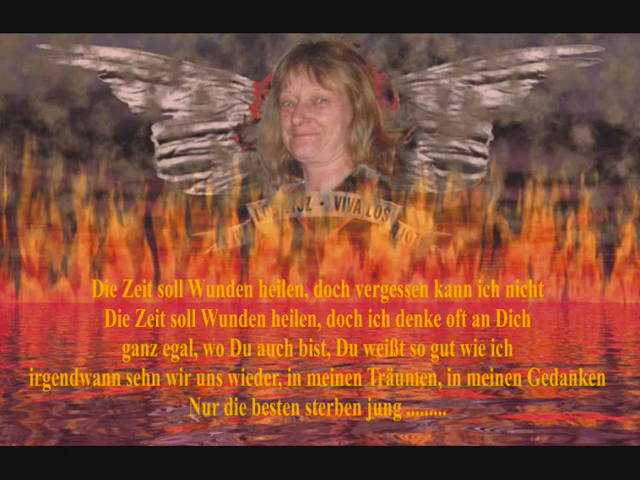 VIVA LOS
Die Zeit soll Wunden heilen, doch vergessen kann ich nicht
Die Zeit soll Wunden heilen, doch ich denke oft an Dich
ganz egal, wo Du auch bist, Du weißt so gut wie ich
irgendwann sehn wir uns wieder, in meinen Träumen, in meinen Gedanken
Nur die besten sterben jung .........